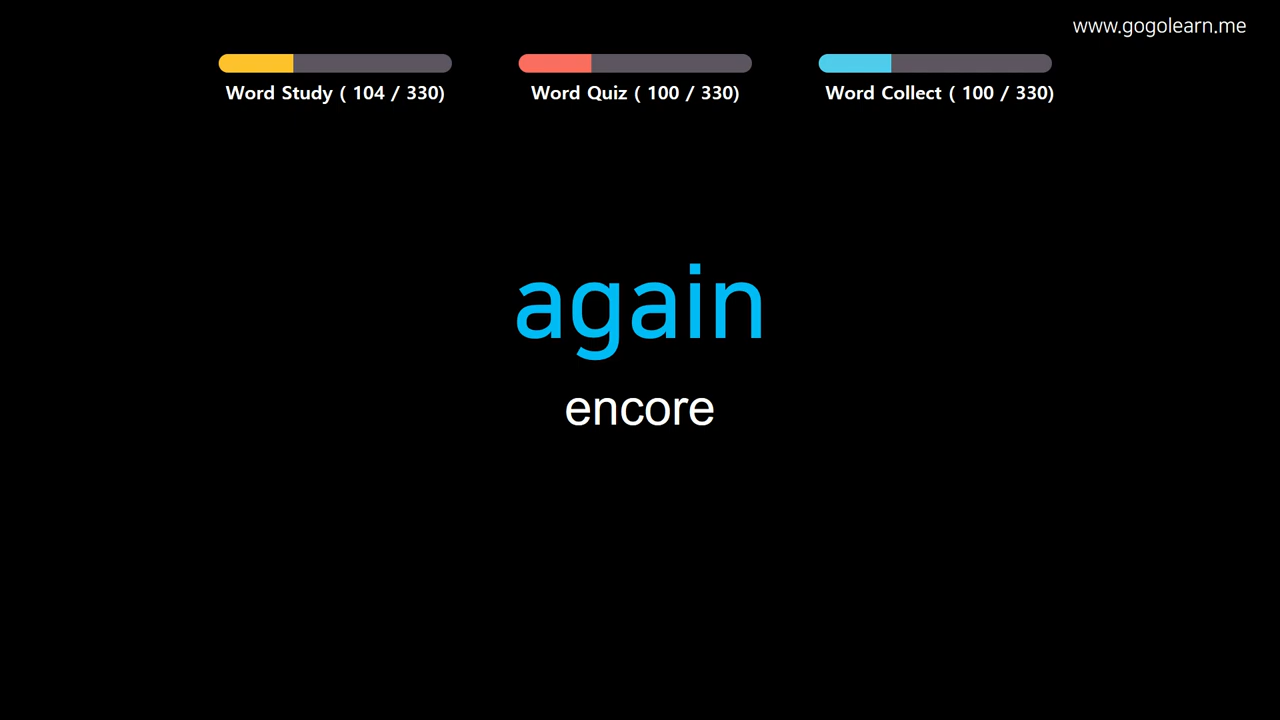 www.gogolearn.me
Word Study ( 104 / 330)
Word Quiz ( 100 / 330)
Word Collect ( 100 / 330)
again
encore